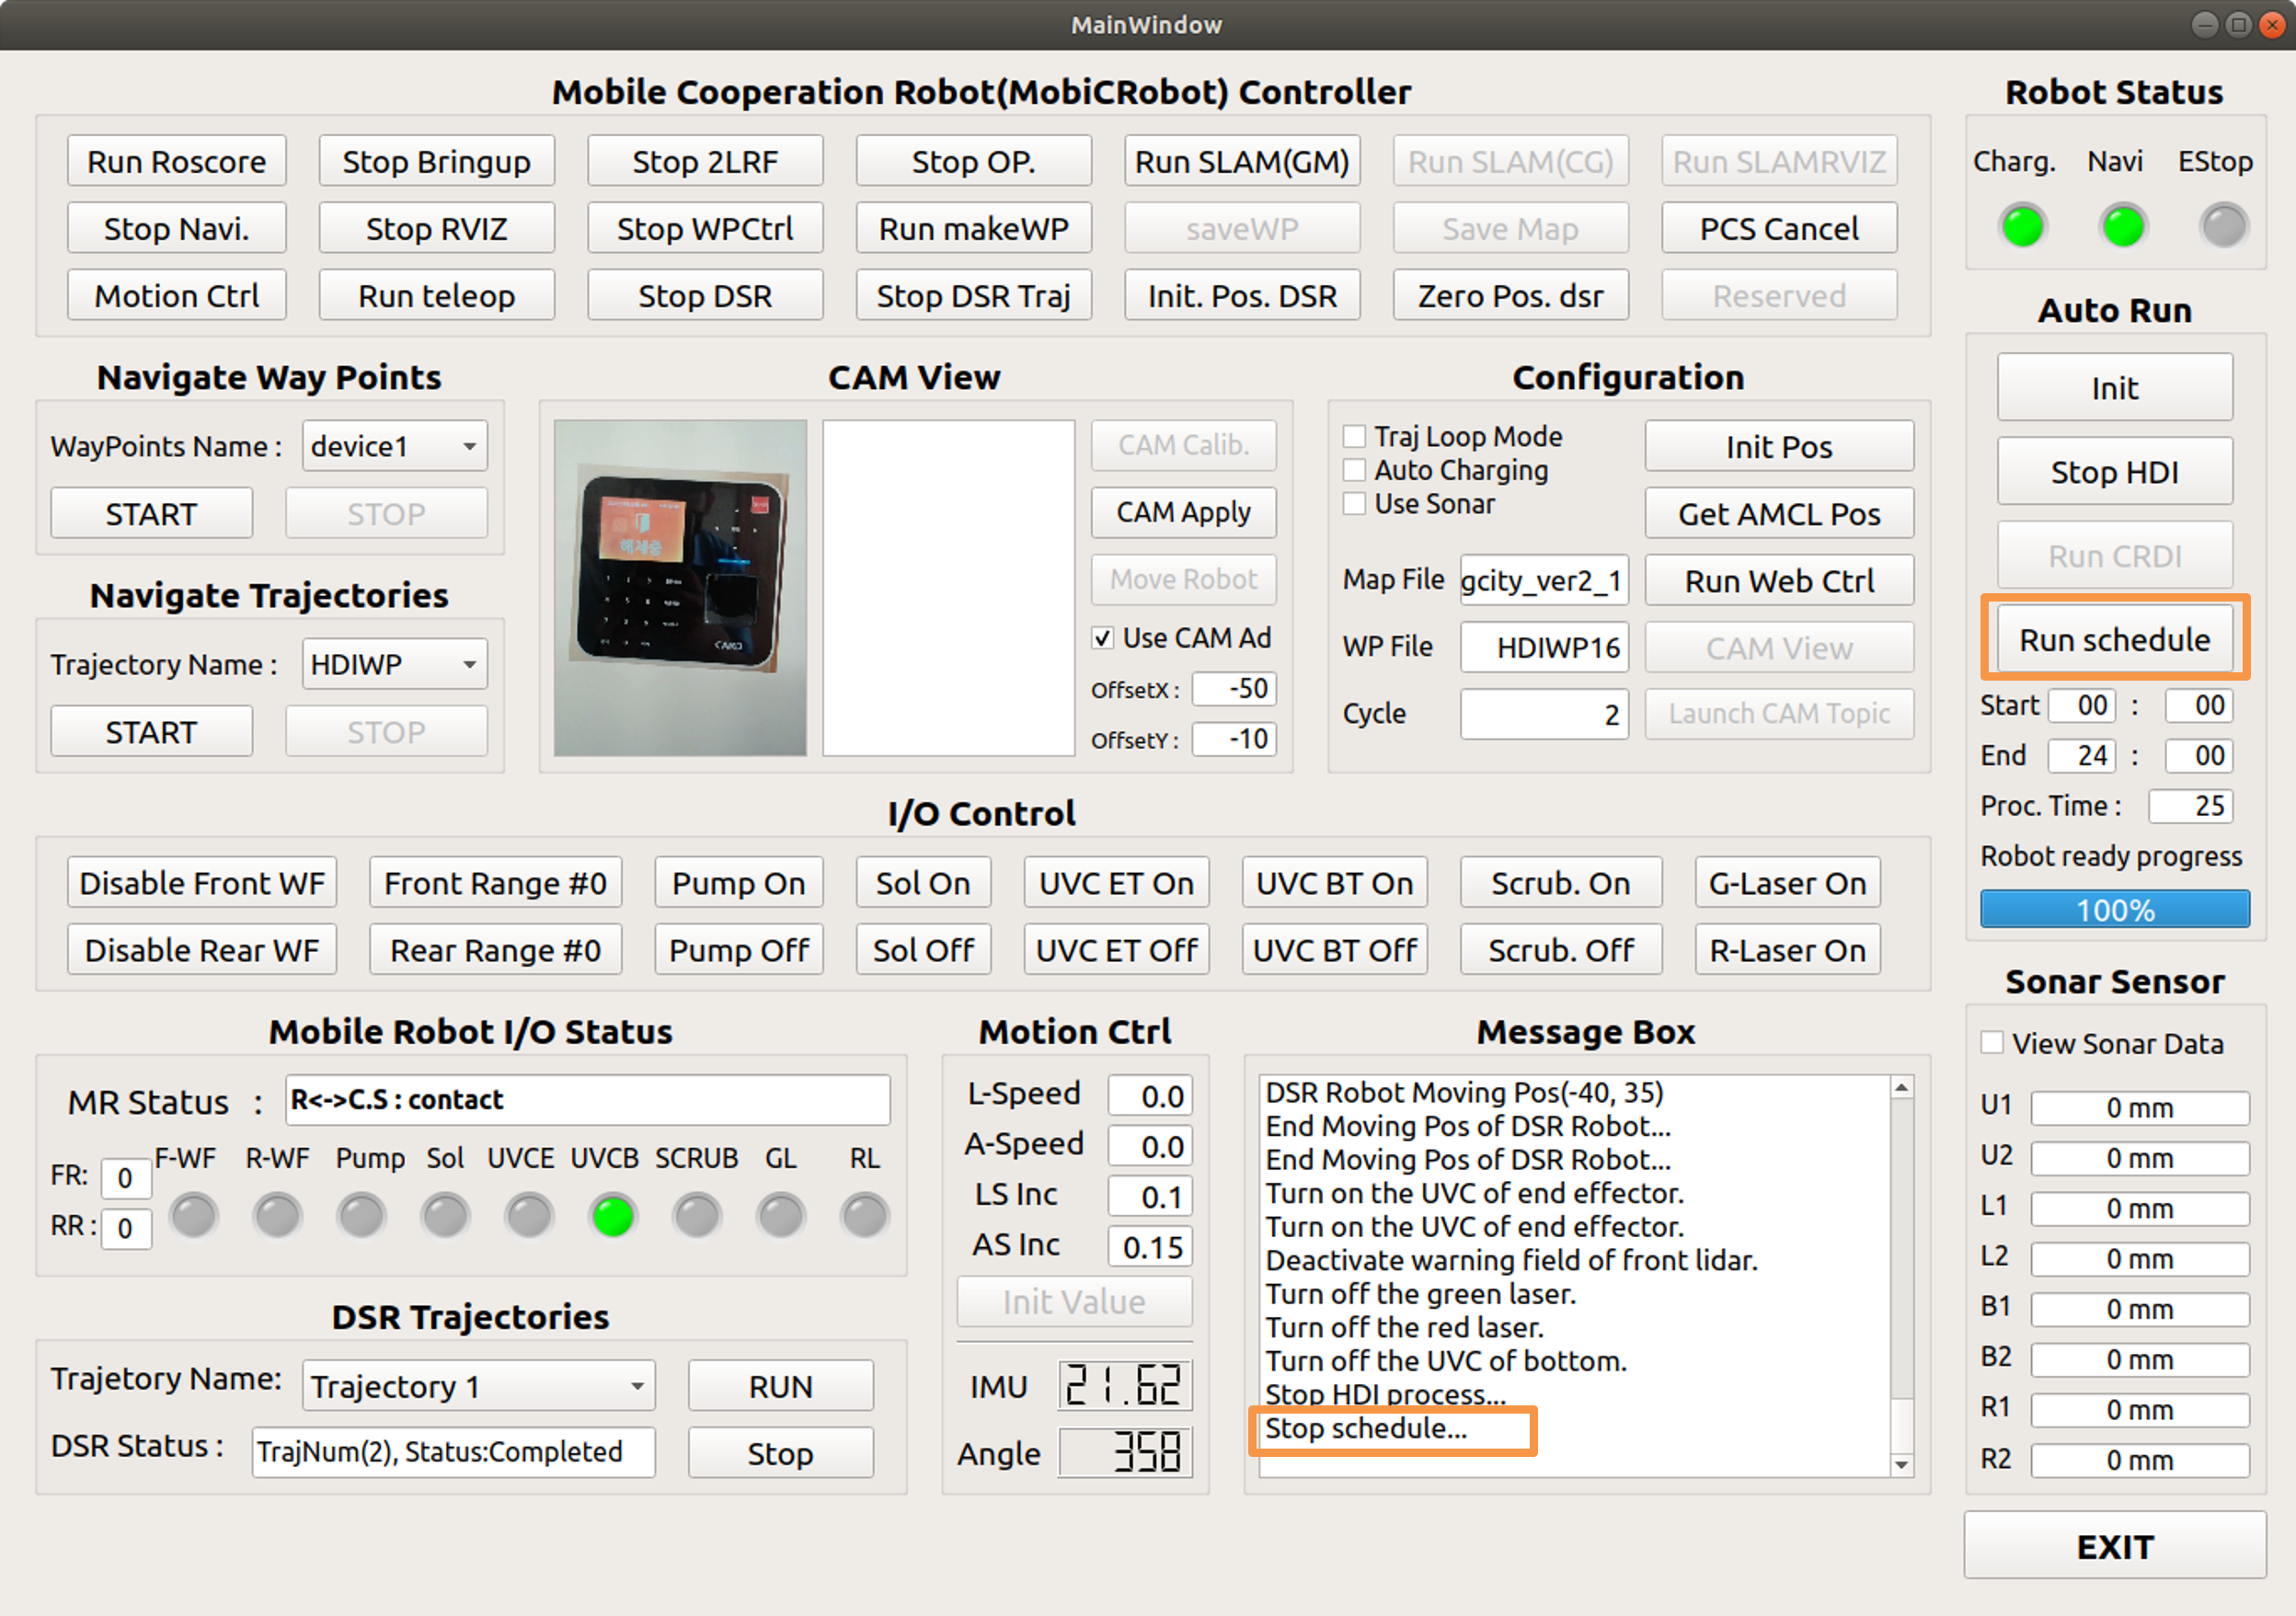 MainWindow
Mobile Cooperation Robot(MobiCRobot) Controller
Run Roscore Stop Bringup Stop 2LRF Stop OP. Run SLAM(GM) Run SLAM(CG) Run SLAMRVIZ
Stop Navi. Stop RVIZ Stop WPCtrl Run makeWP saveWP Save Map PCS Cancel
Motion Ctrl Run teleop Stop DSR Stop DSR Traj Init. Pos. DSR Zero Pos. dsr Reserved
Robot Status
Charg. Navi EStop
Auto Run
Init
Stop HDI
Run CRDI
Run schedule
Start 00 : 00
End 24 : 00
Proc. Time : 25
Robot ready progress
100%
Navigate Way Points
WayPoints Name : device1
START STOP
Navigate Trajectories
Trajectory Name : HDIWP
START STOP
CAM View
해제중
CAM Calib.
CAM Apply
Move Robot
Use CAM Ad
OffsetX : -50
OffsetY : -10
Configuration
Traj Loop Mode
Auto Charging
Use Sonar
Init Pos
Get AMCL Pos
Map File gcity_ver2_1 Run Web Ctrl
WP File HDIWP16 CAM View
Cycle 2 Launch CAM Topic
I/O Control
Disable Front WF Front Range #0 Pump On Sol On UVC ET On UVC BT On Scrub. On G-Laser On
Disable Rear WF Rear Range #0 Pump Off Sol Off UVC ET Off UVC BT Off Scrub. Off R-Laser On
Mobile Robot I/O Status
MR Status : R<->C.S : contact
F-WF R-WF Pump Sol UVCE UVCB SCRUB GL RL
FR: 0
RR : 0
DSR Trajectories
Trajetory Name: Trajectory 1 RUN
DSR Status : TrajNum(2), Status:Completed Stop
Motion Ctrl
L-Speed 0.0
A-Speed 0.0
LS Inc 0.1
AS Inc 0.15
Init Value
IMU 21.62
Angle 358
Message Box
DSR Robot Moving Pos(-40, 35)
End Moving Pos of DSR Robot...
End Moving Pos of DSR Robot...
Turn on the UVC of end effector.
Turn on the UVC of end effector.
Deactivate warning field of front lidar.
Turn off the green laser.
Turn off the red laser.
Turn off the UVC of bottom.
Stop HDI process...
Stop schedule...
Sonar Sensor
View Sonar Data
U1 0 mm
U2 0 mm
L1 0 mm
L2 0 mm
B1 0 mm
B2 0 mm
R1 0 mm
R2 0 mm
EXIT